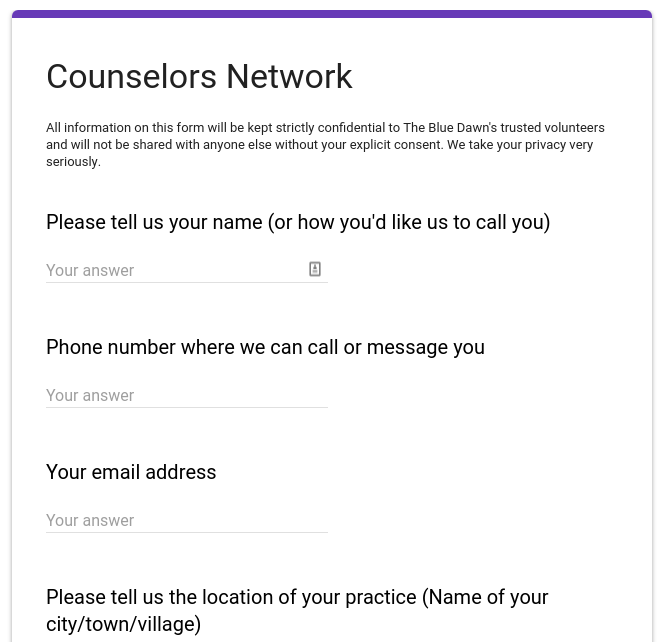 Counselors Network
All information on this form will be kept strictly confidential to The Blue Dawn's trusted volunteers
and will not be shared with anyone else without your explicit consent. We take your privacy very
seriously.
Please tell us your name (or how you'd like us to call you)
Your answer
Phone number where we can call or message you
Your answer
Your email address
Your answer
Please tell us the location of your practice (Name of your
city/town/village)